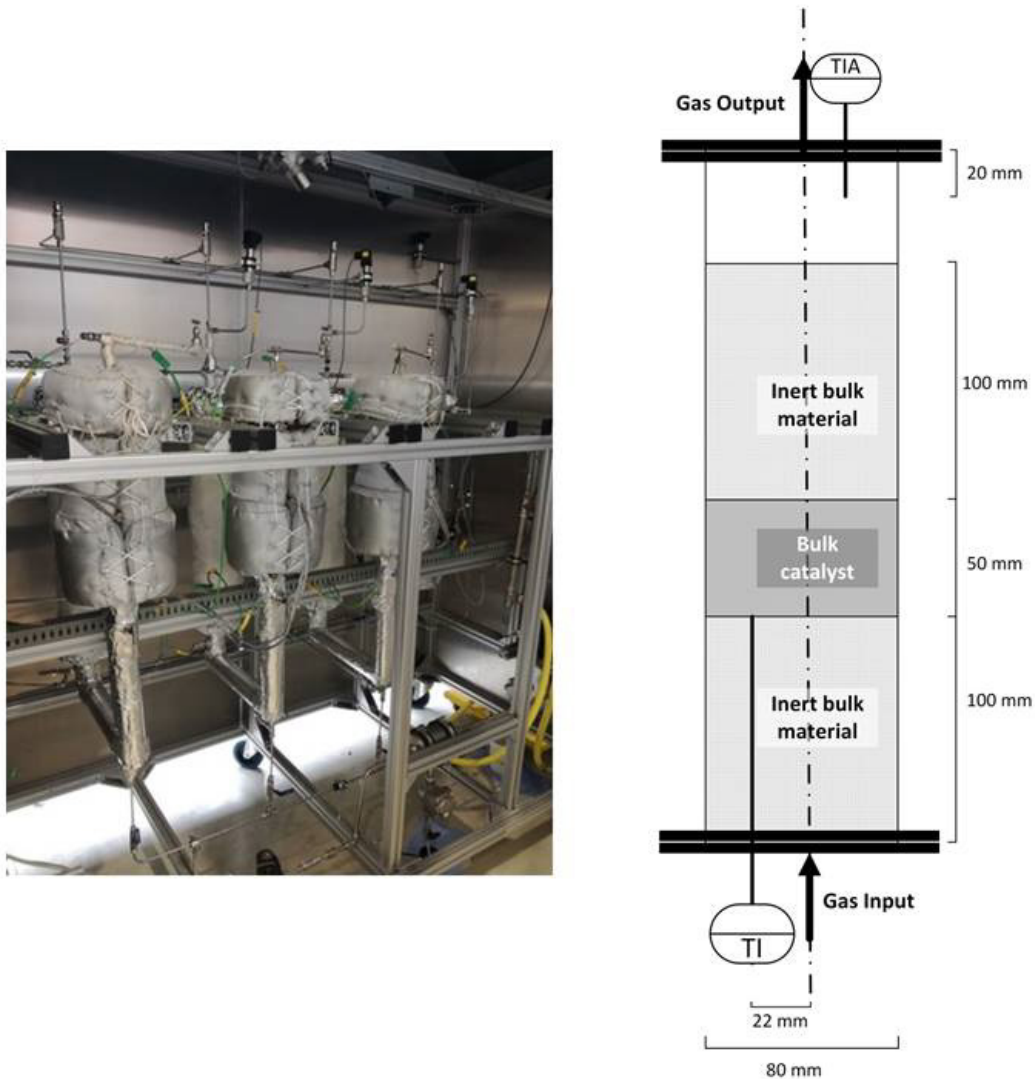 TIA
Gas Output
20 mm
100 mm
Inert bulk
material
Bulk
catalyst
50 mm
Inert bulk
material
100 mm
Gas Input
TI
22 mm
80 mm